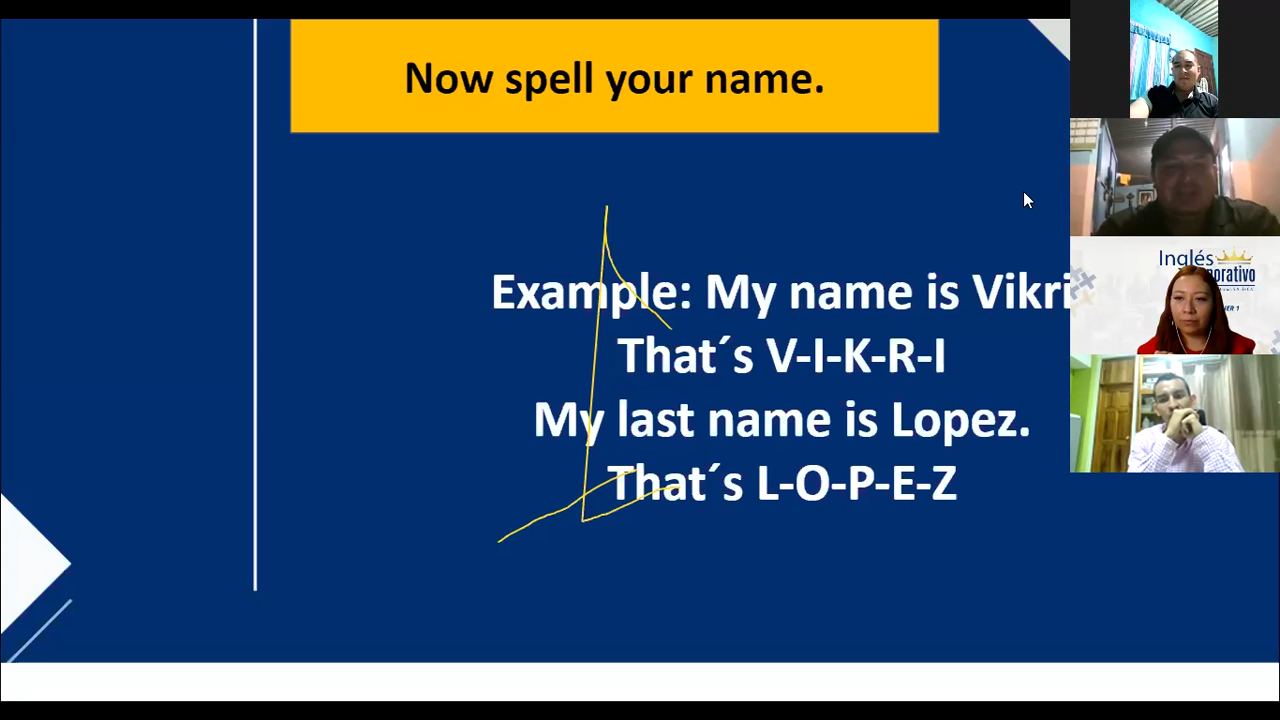 Now spell your name.
Example: My name is Vikri
That´s V-I-K-R-I
My last name is Lopez.
That´s L-O-P-E-Z
Inglés